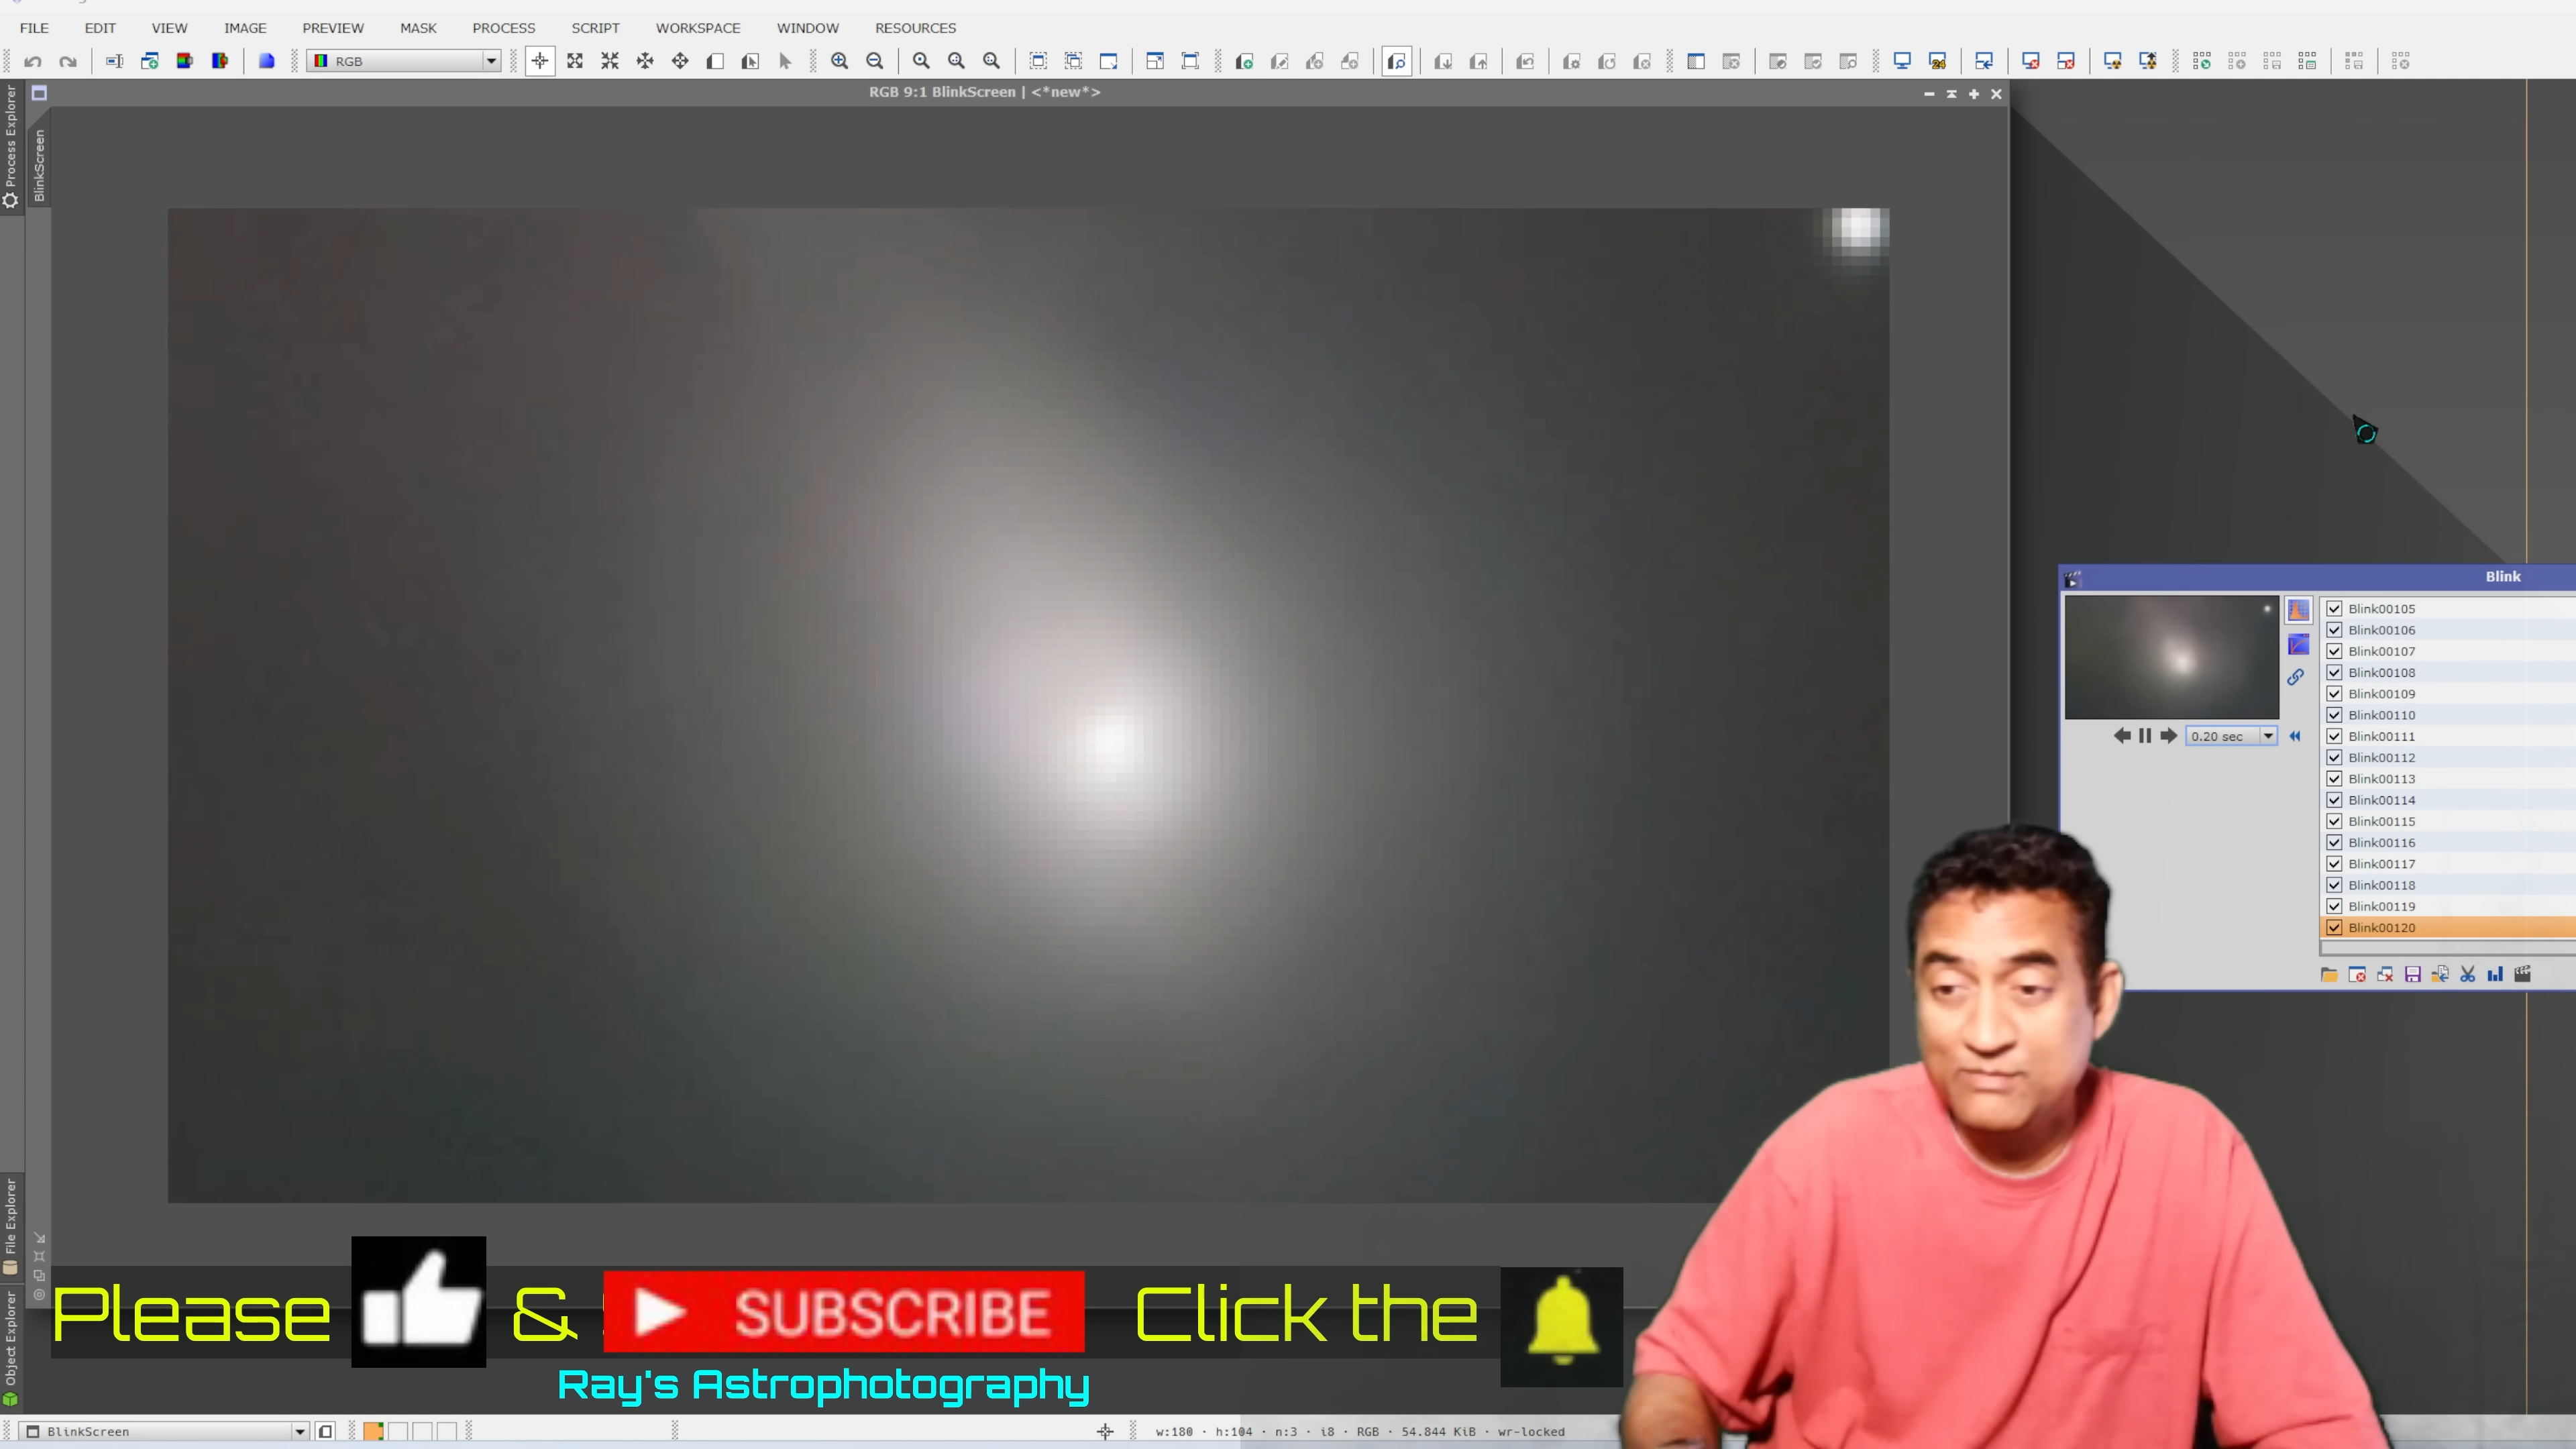 FILE EDIT VIEW IMAGE PREVIEW MASK PROCESS SCRIPT WORKSPACE WINDOW RESOURCES
RGB
24
RGB 9:1 BlinkScreen | <*new*>
Process Explorer
BlinkScreen
Blink
Blink00105
Blink00106
Blink00107
Blink00108
Blink00109
Blink00110
0.20 sec
Blink00111
Blink00112
Blink00113
Blink00114
Blink00115
Blink00116
Blink00117
Blink00118
Blink00119
Blink00120
File Explorer
Object Explorer
Please & SUBSCRIBE Click the
Ray's Astrophotography
BlinkScreen
w:180 · h:104 · n:3 · i8 · RGB · 54.844 KiB · wr-locked